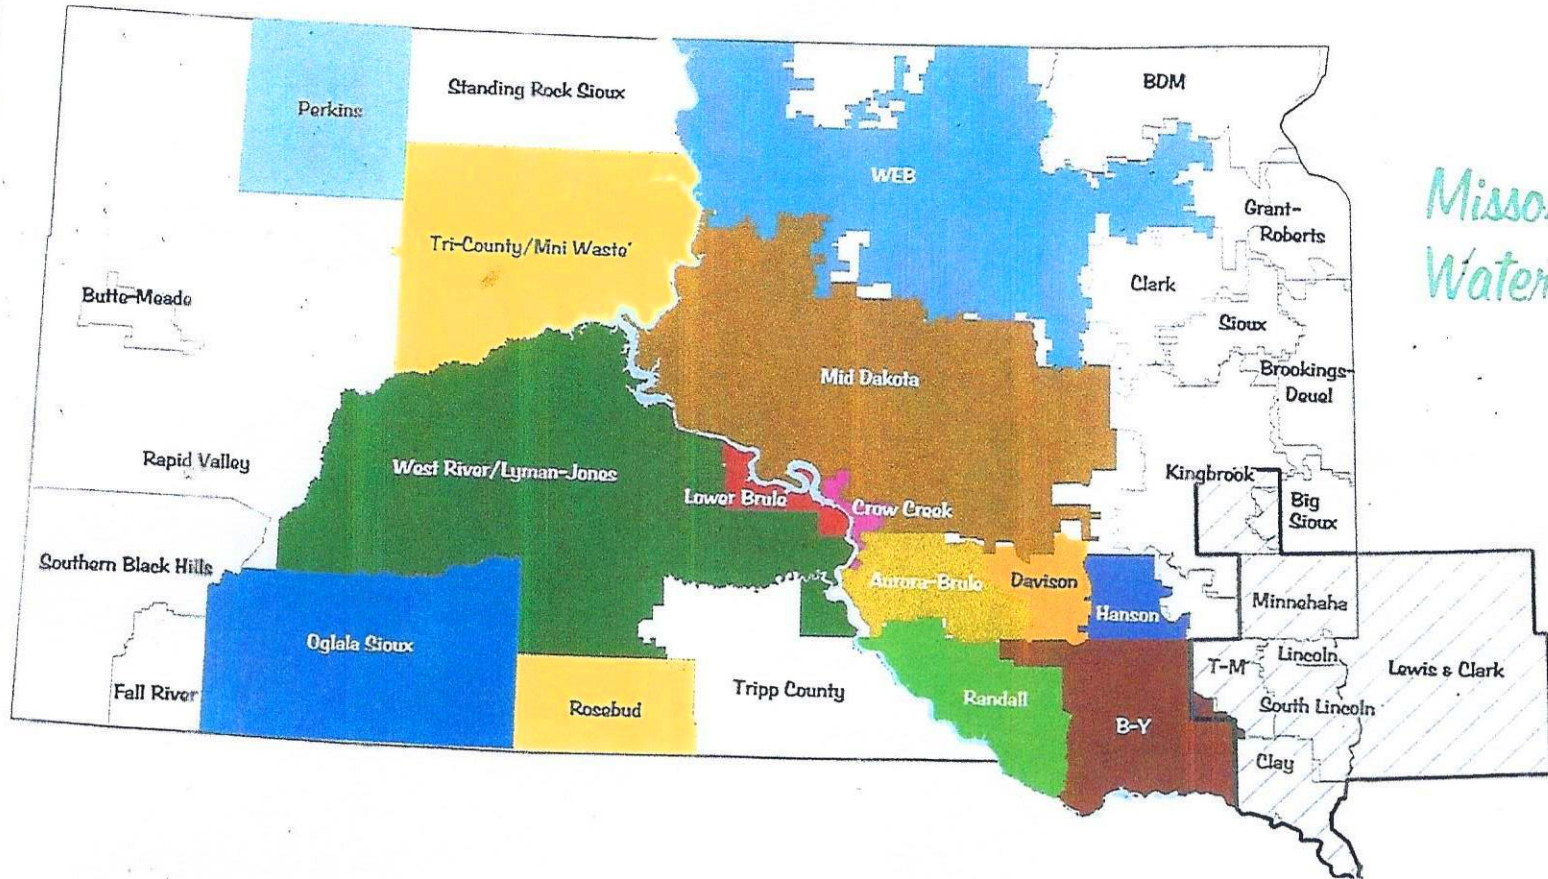 BDM
Standing Rock Sioux
Perkins
WEB
Misso
Water
Grant-
Roberts
Tri-County/Mni Waste'
Clark
Butte-Meade
Sioux
Mid Dakota
Brookings-
Deuel
Rapid Valley
West River/Lyman-Jones
Kingbrook
Lower Brule
Crow Creek
Big
Sioux
Southern Black Hills
Aurora-Brule
Davison
Minnehaha
Hanson
Oglala Sioux
Lincoln
T-M
Lewis & Clark
Fall River
Tripp County
Randall
Rosebud
South Lincoln
B-Y
Clay